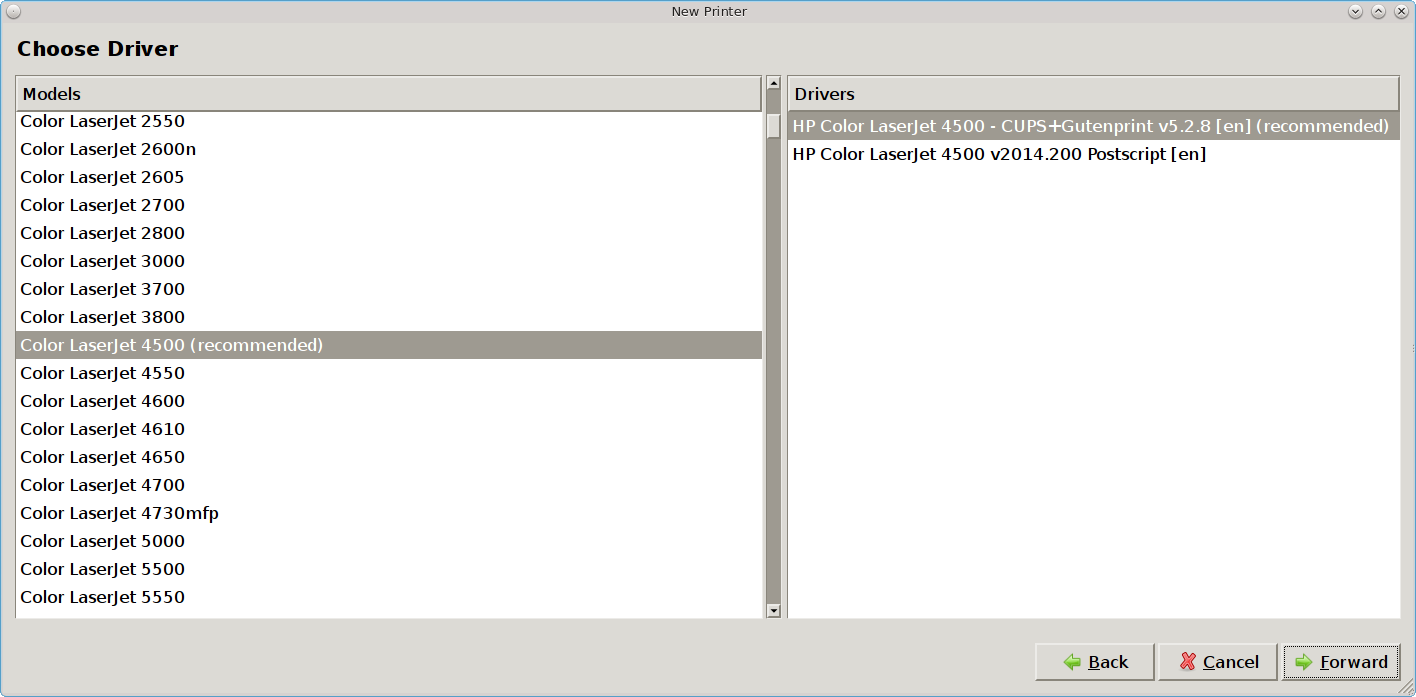 New Printer
Choose Driver
Models
Color LaserJet 2550
Color LaserJet 2600n
Color LaserJet 2605
Color LaserJet 2700
Color LaserJet 2800
Color LaserJet 3000
Color LaserJet 3700
Color LaserJet 3800
Color LaserJet 4500 (recommended)
Color LaserJet 4550
Color LaserJet 4600
Color LaserJet 4610
Color LaserJet 4650
Color LaserJet 4700
Color LaserJet 4730mfp
Color LaserJet 5000
Color LaserJet 5500
Color LaserJet 5550
Drivers
HP Color LaserJet 4500 - CUPS+Gutenprint v5.2.8 [en] (recommended)
HP Color LaserJet 4500 v2014.200 Postscript [en]
Back
Cancel
Forward